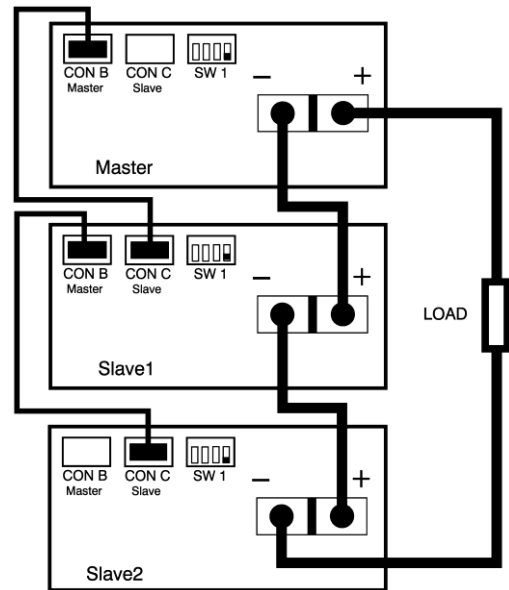 CON B CON C SW 1
Master Slave
− +
Master
CON B CON C SW 1
Master Slave
− +
LOAD
Slave1
CON B CON C SW 1
Master Slave
− +
Slave2